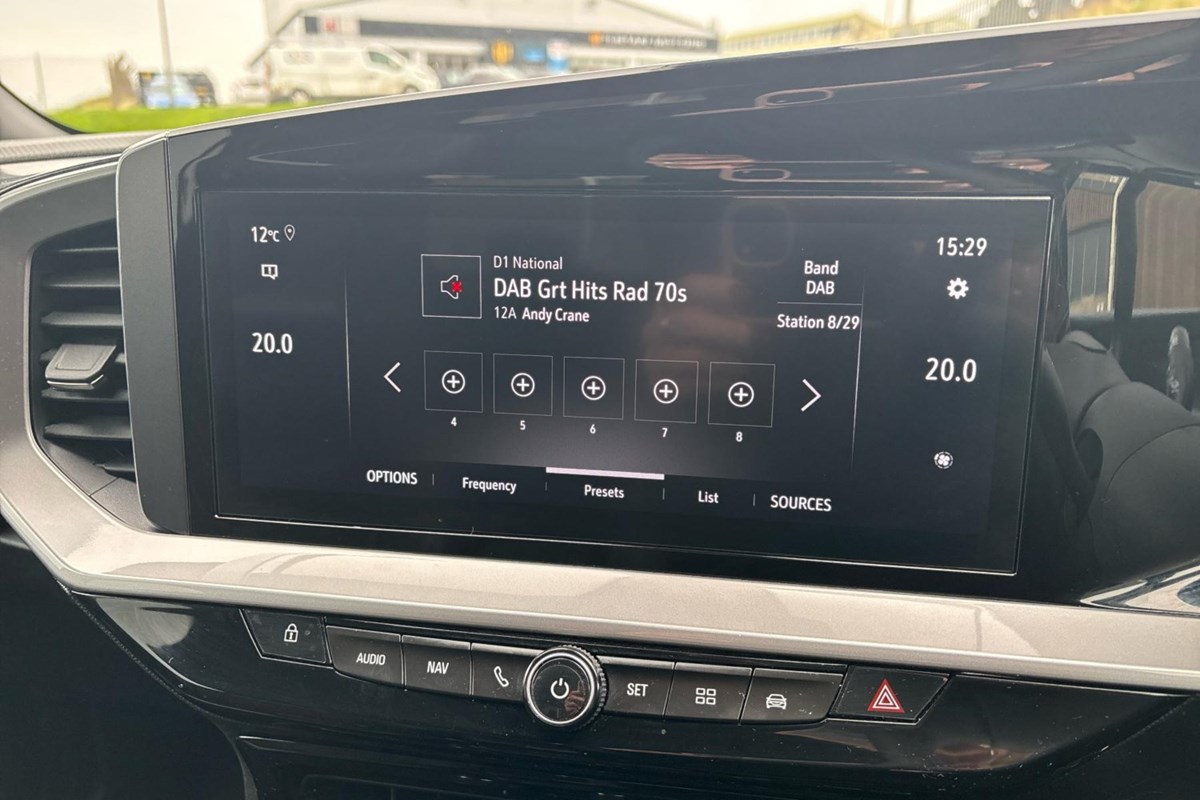 12°C
15:29
D1 National
DAB Grt Hits Rad 70s
12A Andy Crane
Band
DAB
Station 8/29
20.0
20.0
4
5
6
7
8
OPTIONS
Frequency
Presets
List
SOURCES
AUDIO
NAV
SET